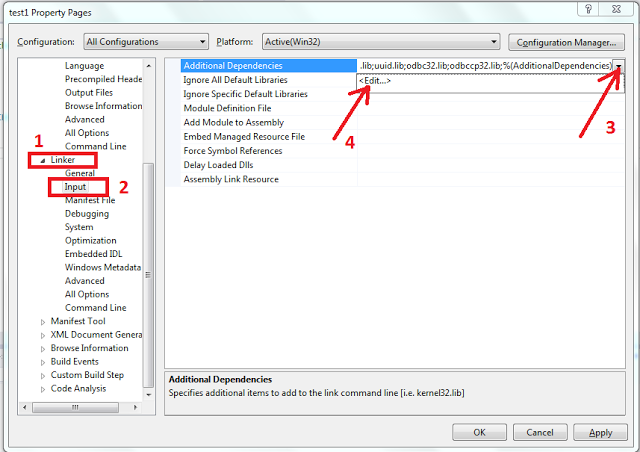 test1 Property Pages
Configuration: All Configurations Platform: Active(Win32) Configuration Manager...
Language
Precompiled Heade
Output Files
Browse Information
Advanced
All Options
Command Line
1
Linker
General
Input 2
Manifest File
Debugging
System
Optimization
Embedded IDL
Windows Metadata
Advanced
All Options
Command Line
Manifest Tool
XML Document Genera
Browse Information
Build Events
Custom Build Step
Code Analysis
Additional Dependencies .lib;uuid.lib;odbc32.lib;odbccp32.lib;%(AdditionalDependencies)
Ignore All Default Libraries <Edit...>
Ignore Specific Default Libraries
Module Definition File
Add Module to Assembly
Embed Managed Resource File
Force Symbol References
Delay Loaded Dlls
Assembly Link Resource
3
4
Additional Dependencies
Specifies additional items to add to the link command line [i.e. kernel32.lib]
OK Cancel Apply